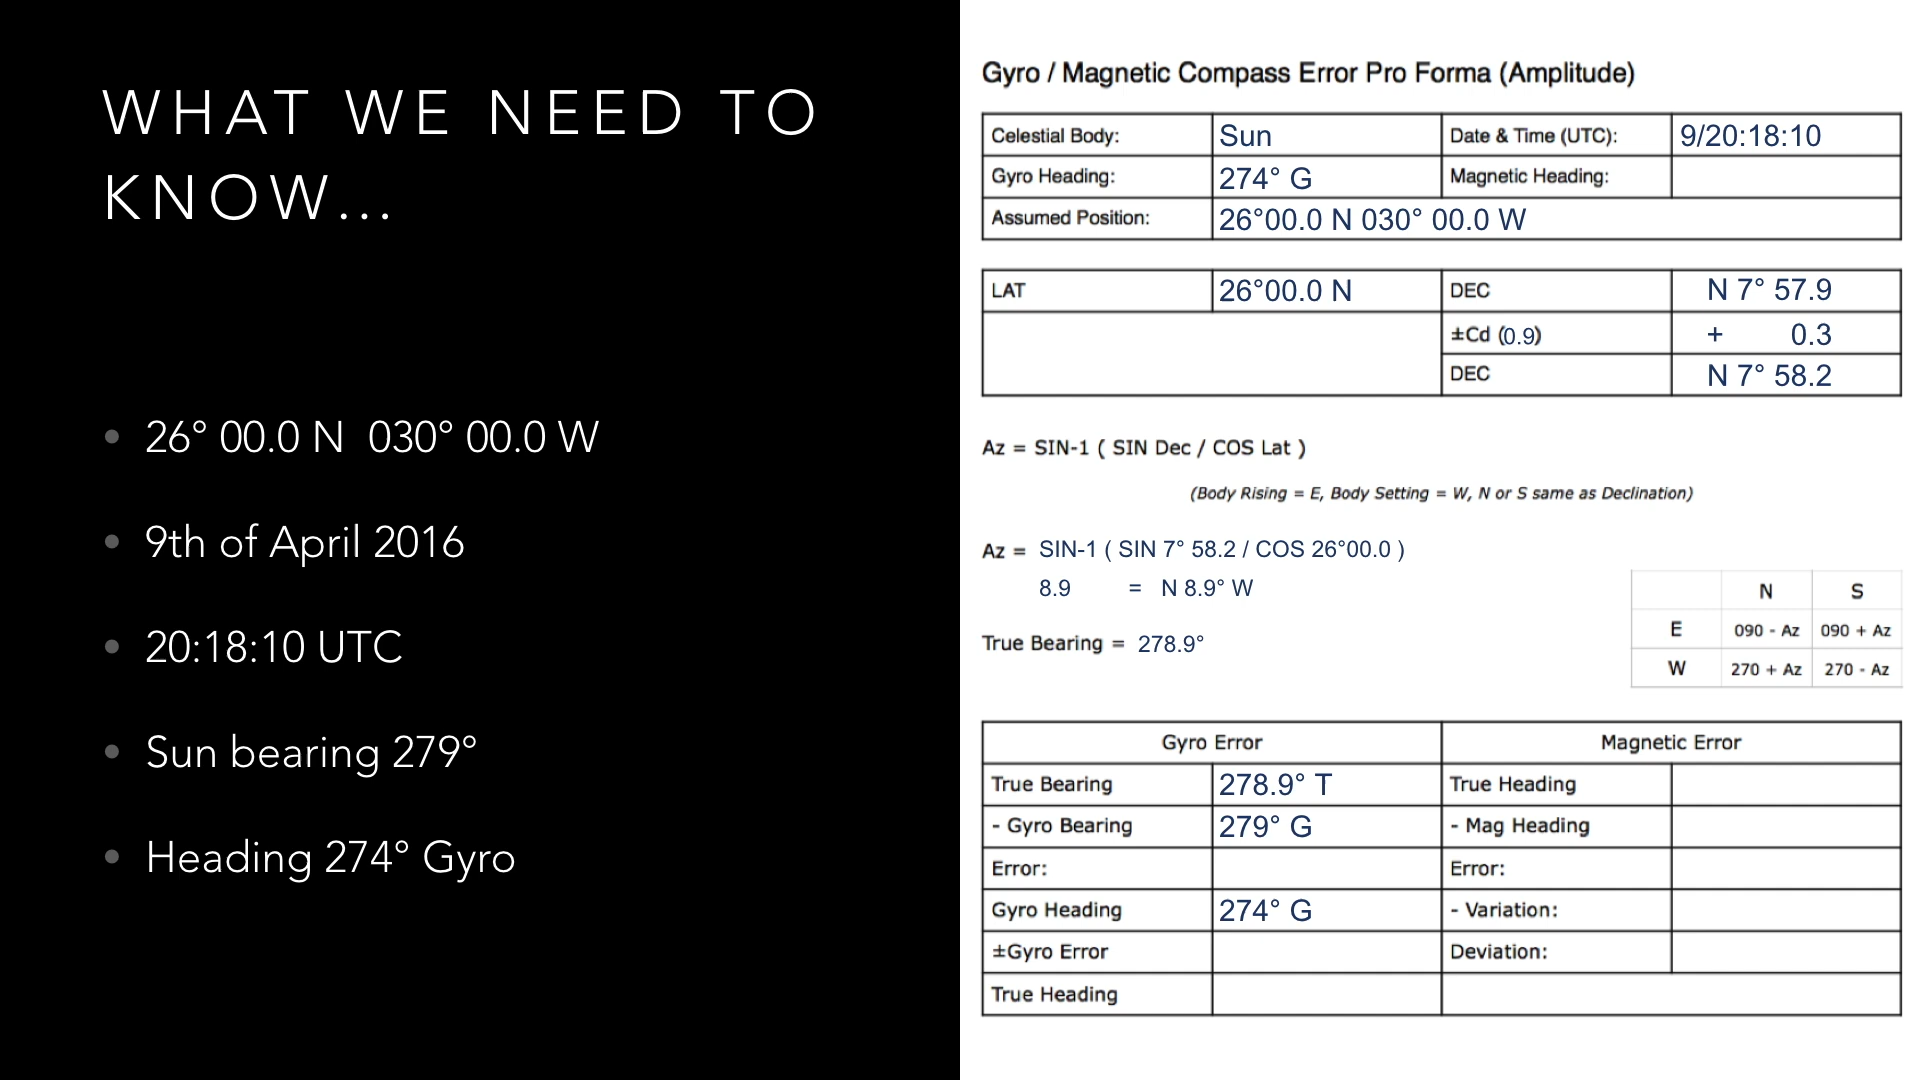 WHAT WE NEED TO
KNOW...
• 26° 00.0 N 030° 00.0 W
• 9th of April 2016
• 20:18:10 UTC
• Sun bearing 279°
• Heading 274° Gyro
Gyro / Magnetic Compass Error Pro Forma (Amplitude)
Celestial Body: Sun Date & Time (UTC): 9/20:18:10
Gyro Heading: 274° G Magnetic Heading:
Assumed Position: 26°00.0 N 030° 00.0 W
LAT 26°00.0 N DEC N 7° 57.9
±Cd (0.9) + 0.3
DEC N 7° 58.2
Az = SIN-1 ( SIN Dec / COS Lat )
(Body Rising = E, Body Setting = W, N or S same as Declination)
Az = SIN-1 ( SIN 7° 58.2 / COS 26°00.0 )
8.9 = N 8.9° W
True Bearing = 278.9°
N S
E 090 - Az 090 + Az
W 270 + Az 270 - Az
Gyro Error Magnetic Error
True Bearing 278.9° T True Heading
- Gyro Bearing 279° G - Mag Heading
Error: Error:
Gyro Heading 274° G - Variation:
±Gyro Error Deviation:
True Heading